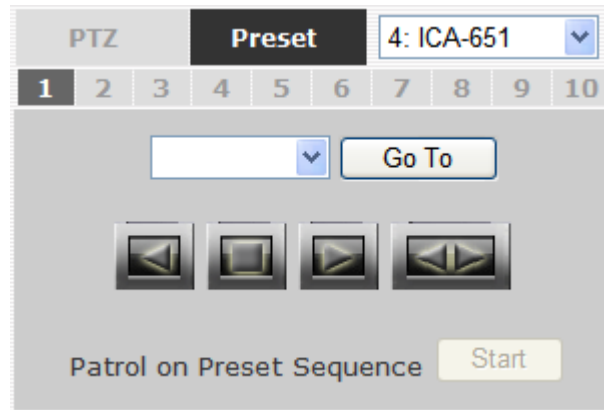 PTZ Preset 4: ICA-651
1 2 3 4 5 6 7 8 9 10
Go To
Patrol on Preset Sequence Start